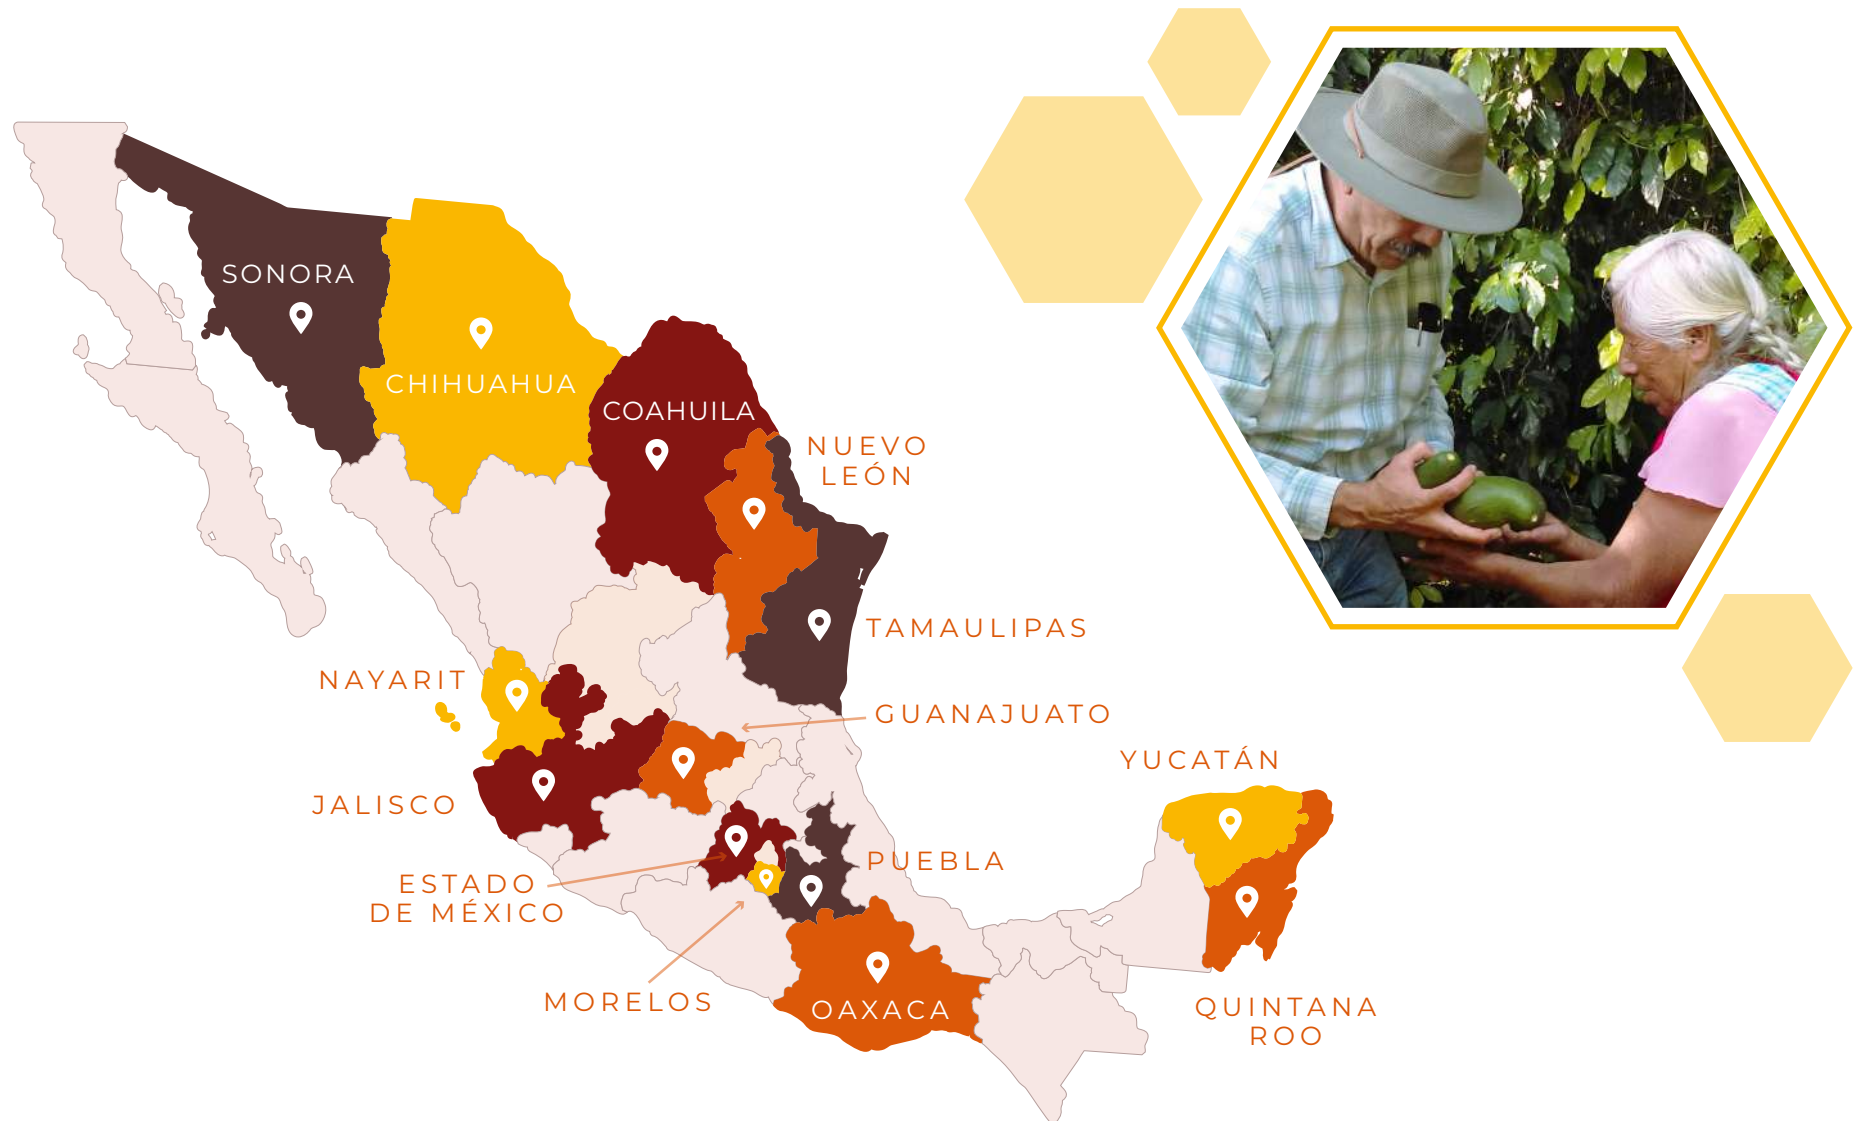 SONORA
CHIHUAHUA
COAHUILA
NUEVO
LEÓN
TAMAULIPAS
NAYARIT
GUANAJUATO
YUCATÁN
JALISCO
PUEBLA
ESTADO
DE MÉXICO
MORELOS
OAXACA
QUINTANA
ROO